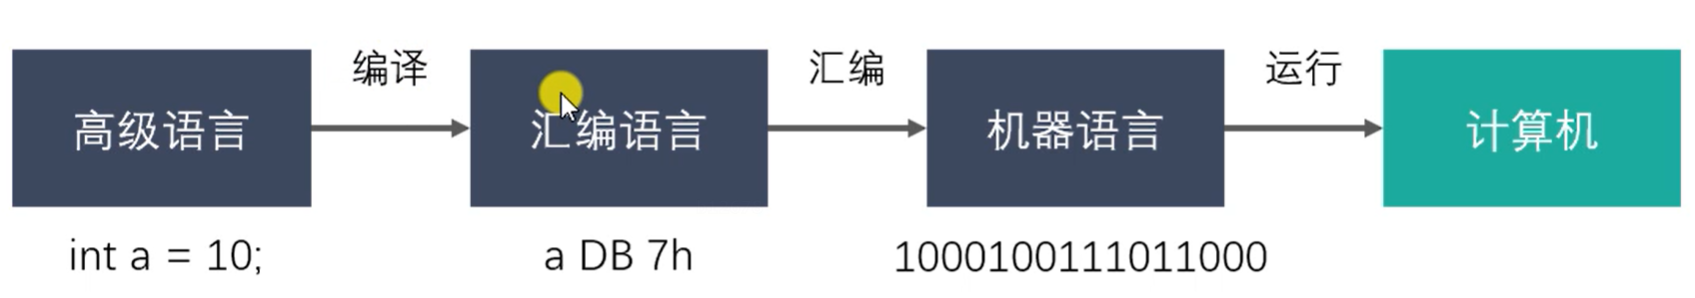 编译 汇编 运行
高级语言 汇编语言 机器语言 计算机
int a = 10; a DB 7h 1000100111011000